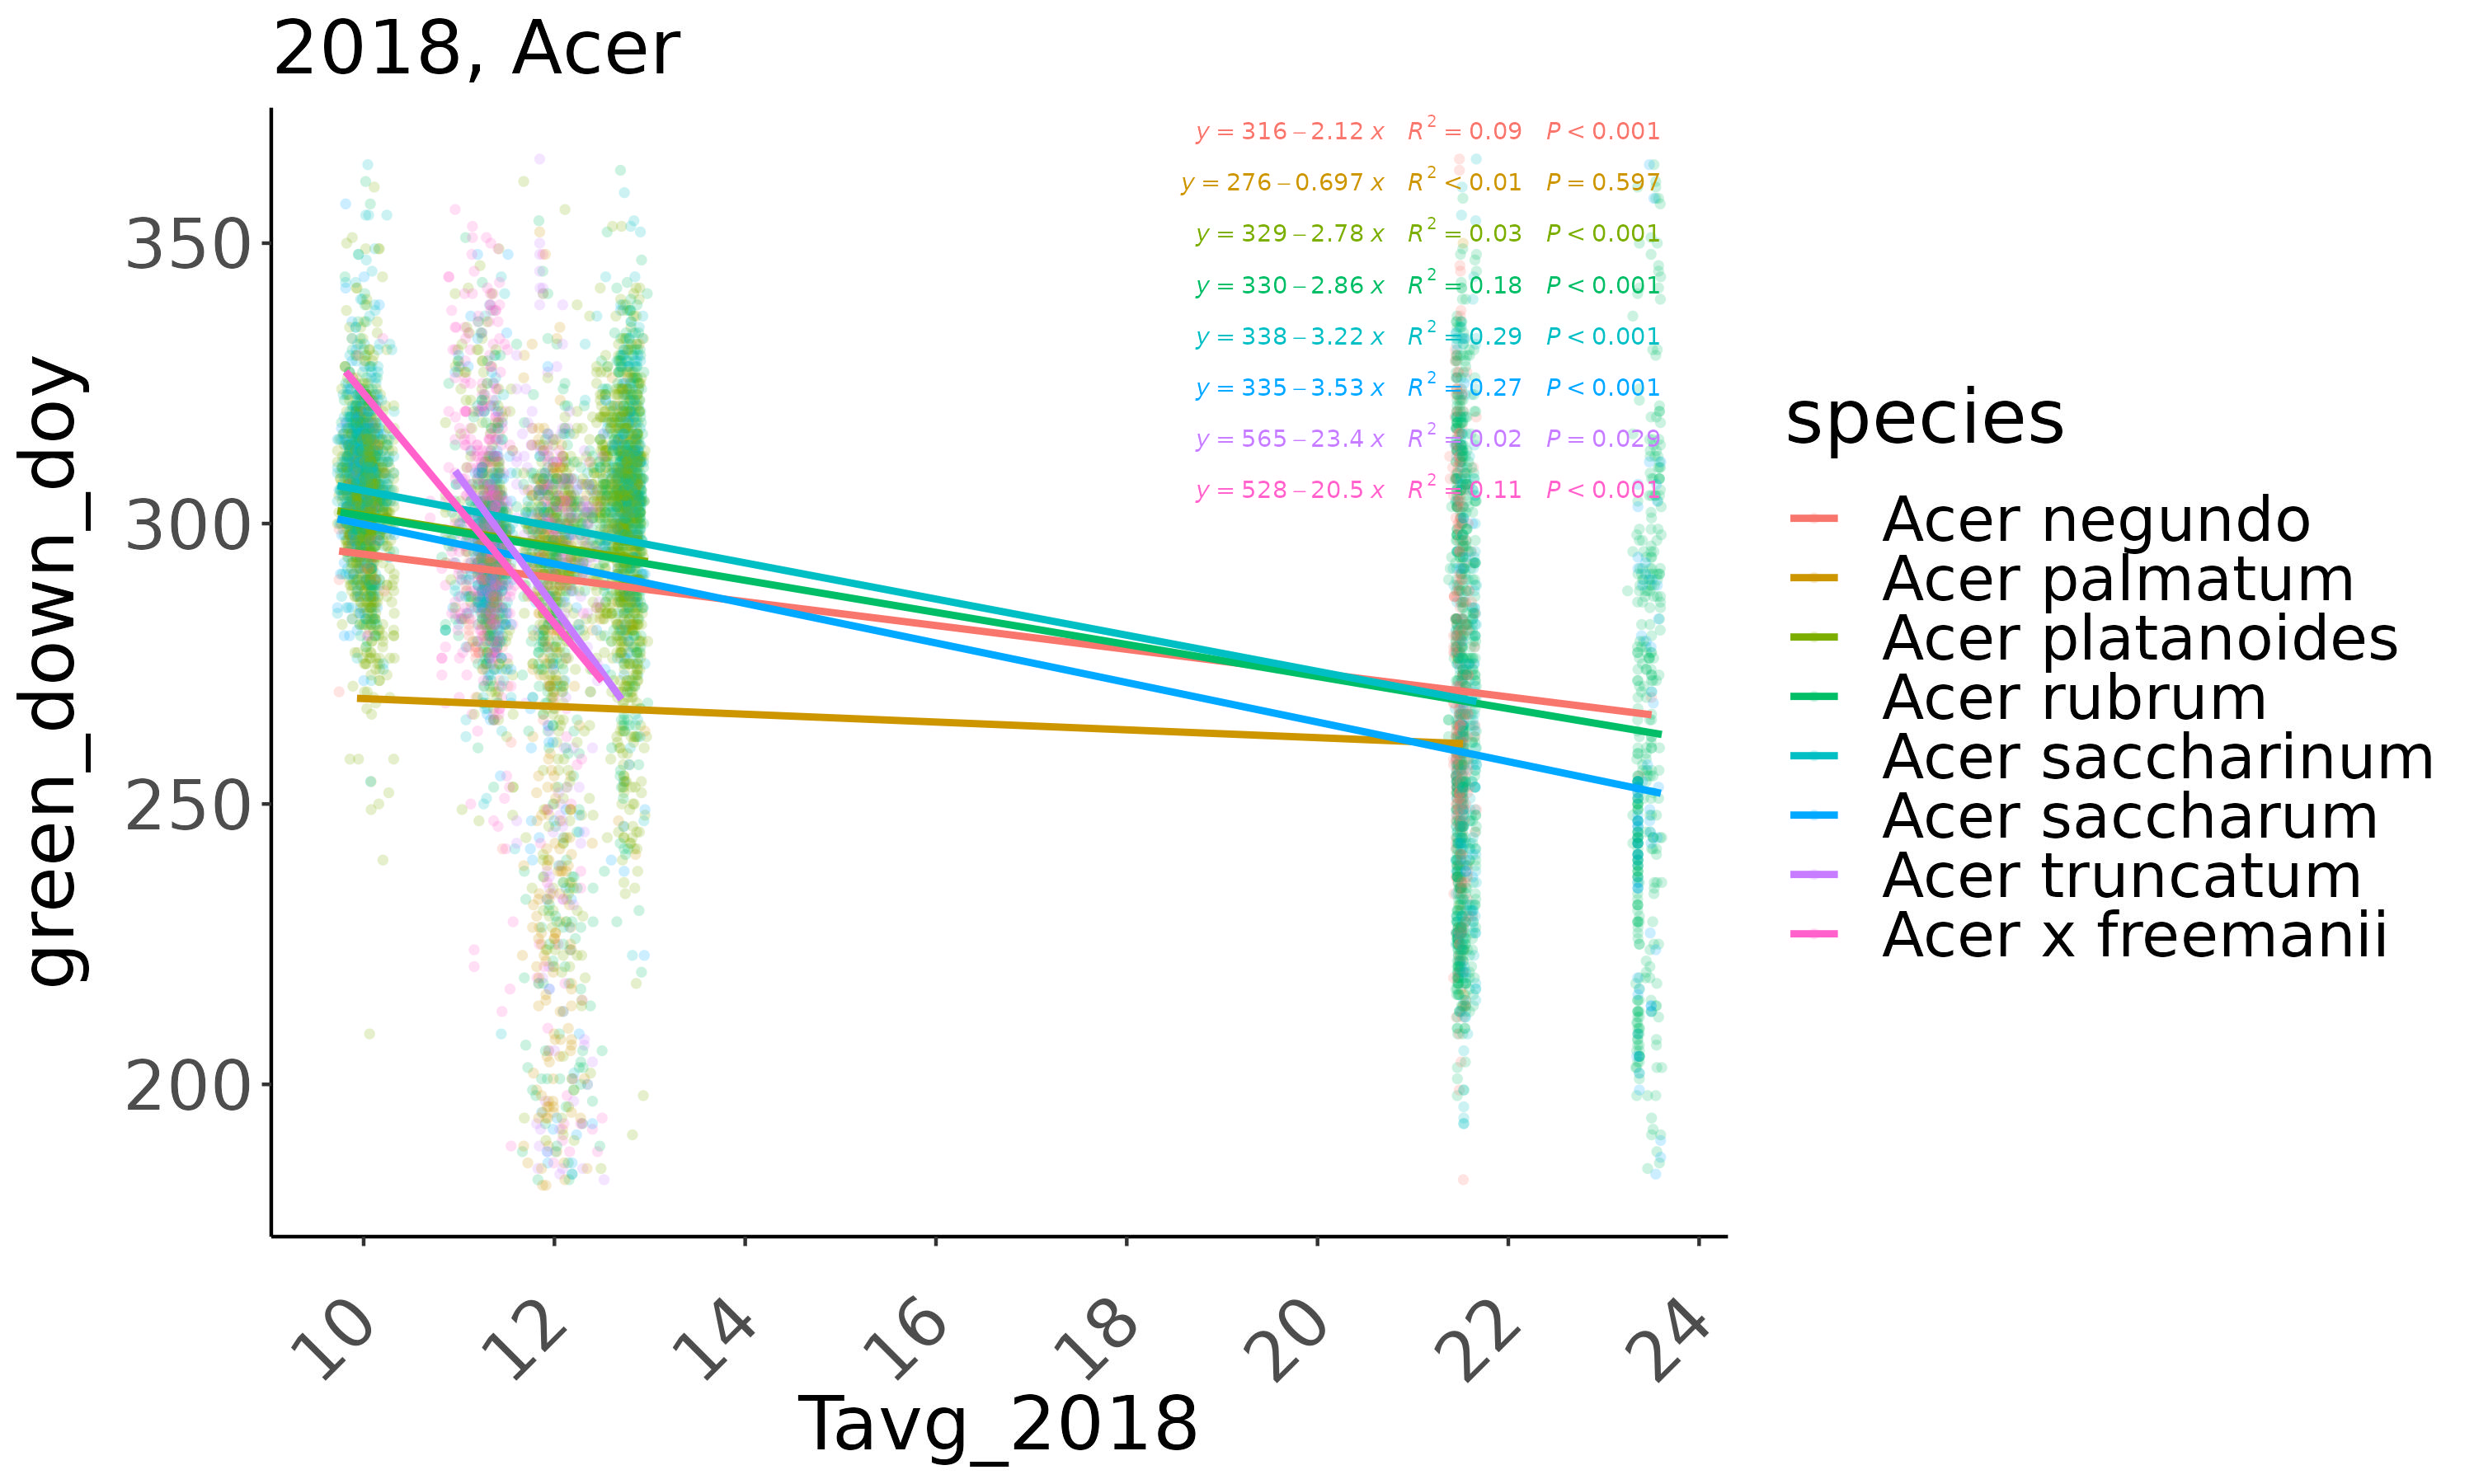 2018, Acer
y = 316 – 2.12 x R² = 0.09 P < 0.001
y = 276 – 0.697 x R² < 0.01 P = 0.597
y = 329 – 2.78 x R² = 0.03 P < 0.001
y = 330 – 2.86 x R² = 0.18 P < 0.001
y = 338 – 3.22 x R² = 0.29 P < 0.001
y = 335 – 3.53 x R² = 0.27 P < 0.001
y = 565 – 23.4 x R² = 0.02 P = 0.029
y = 528 – 20.5 x R² = 0.11 P < 0.001
green_down_doy
350
300
250
200
10 12 14 16 18 20 22 24
Tavg_2018
species
Acer negundo
Acer palmatum
Acer platanoides
Acer rubrum
Acer saccharinum
Acer saccharum
Acer truncatum
Acer x freemanii